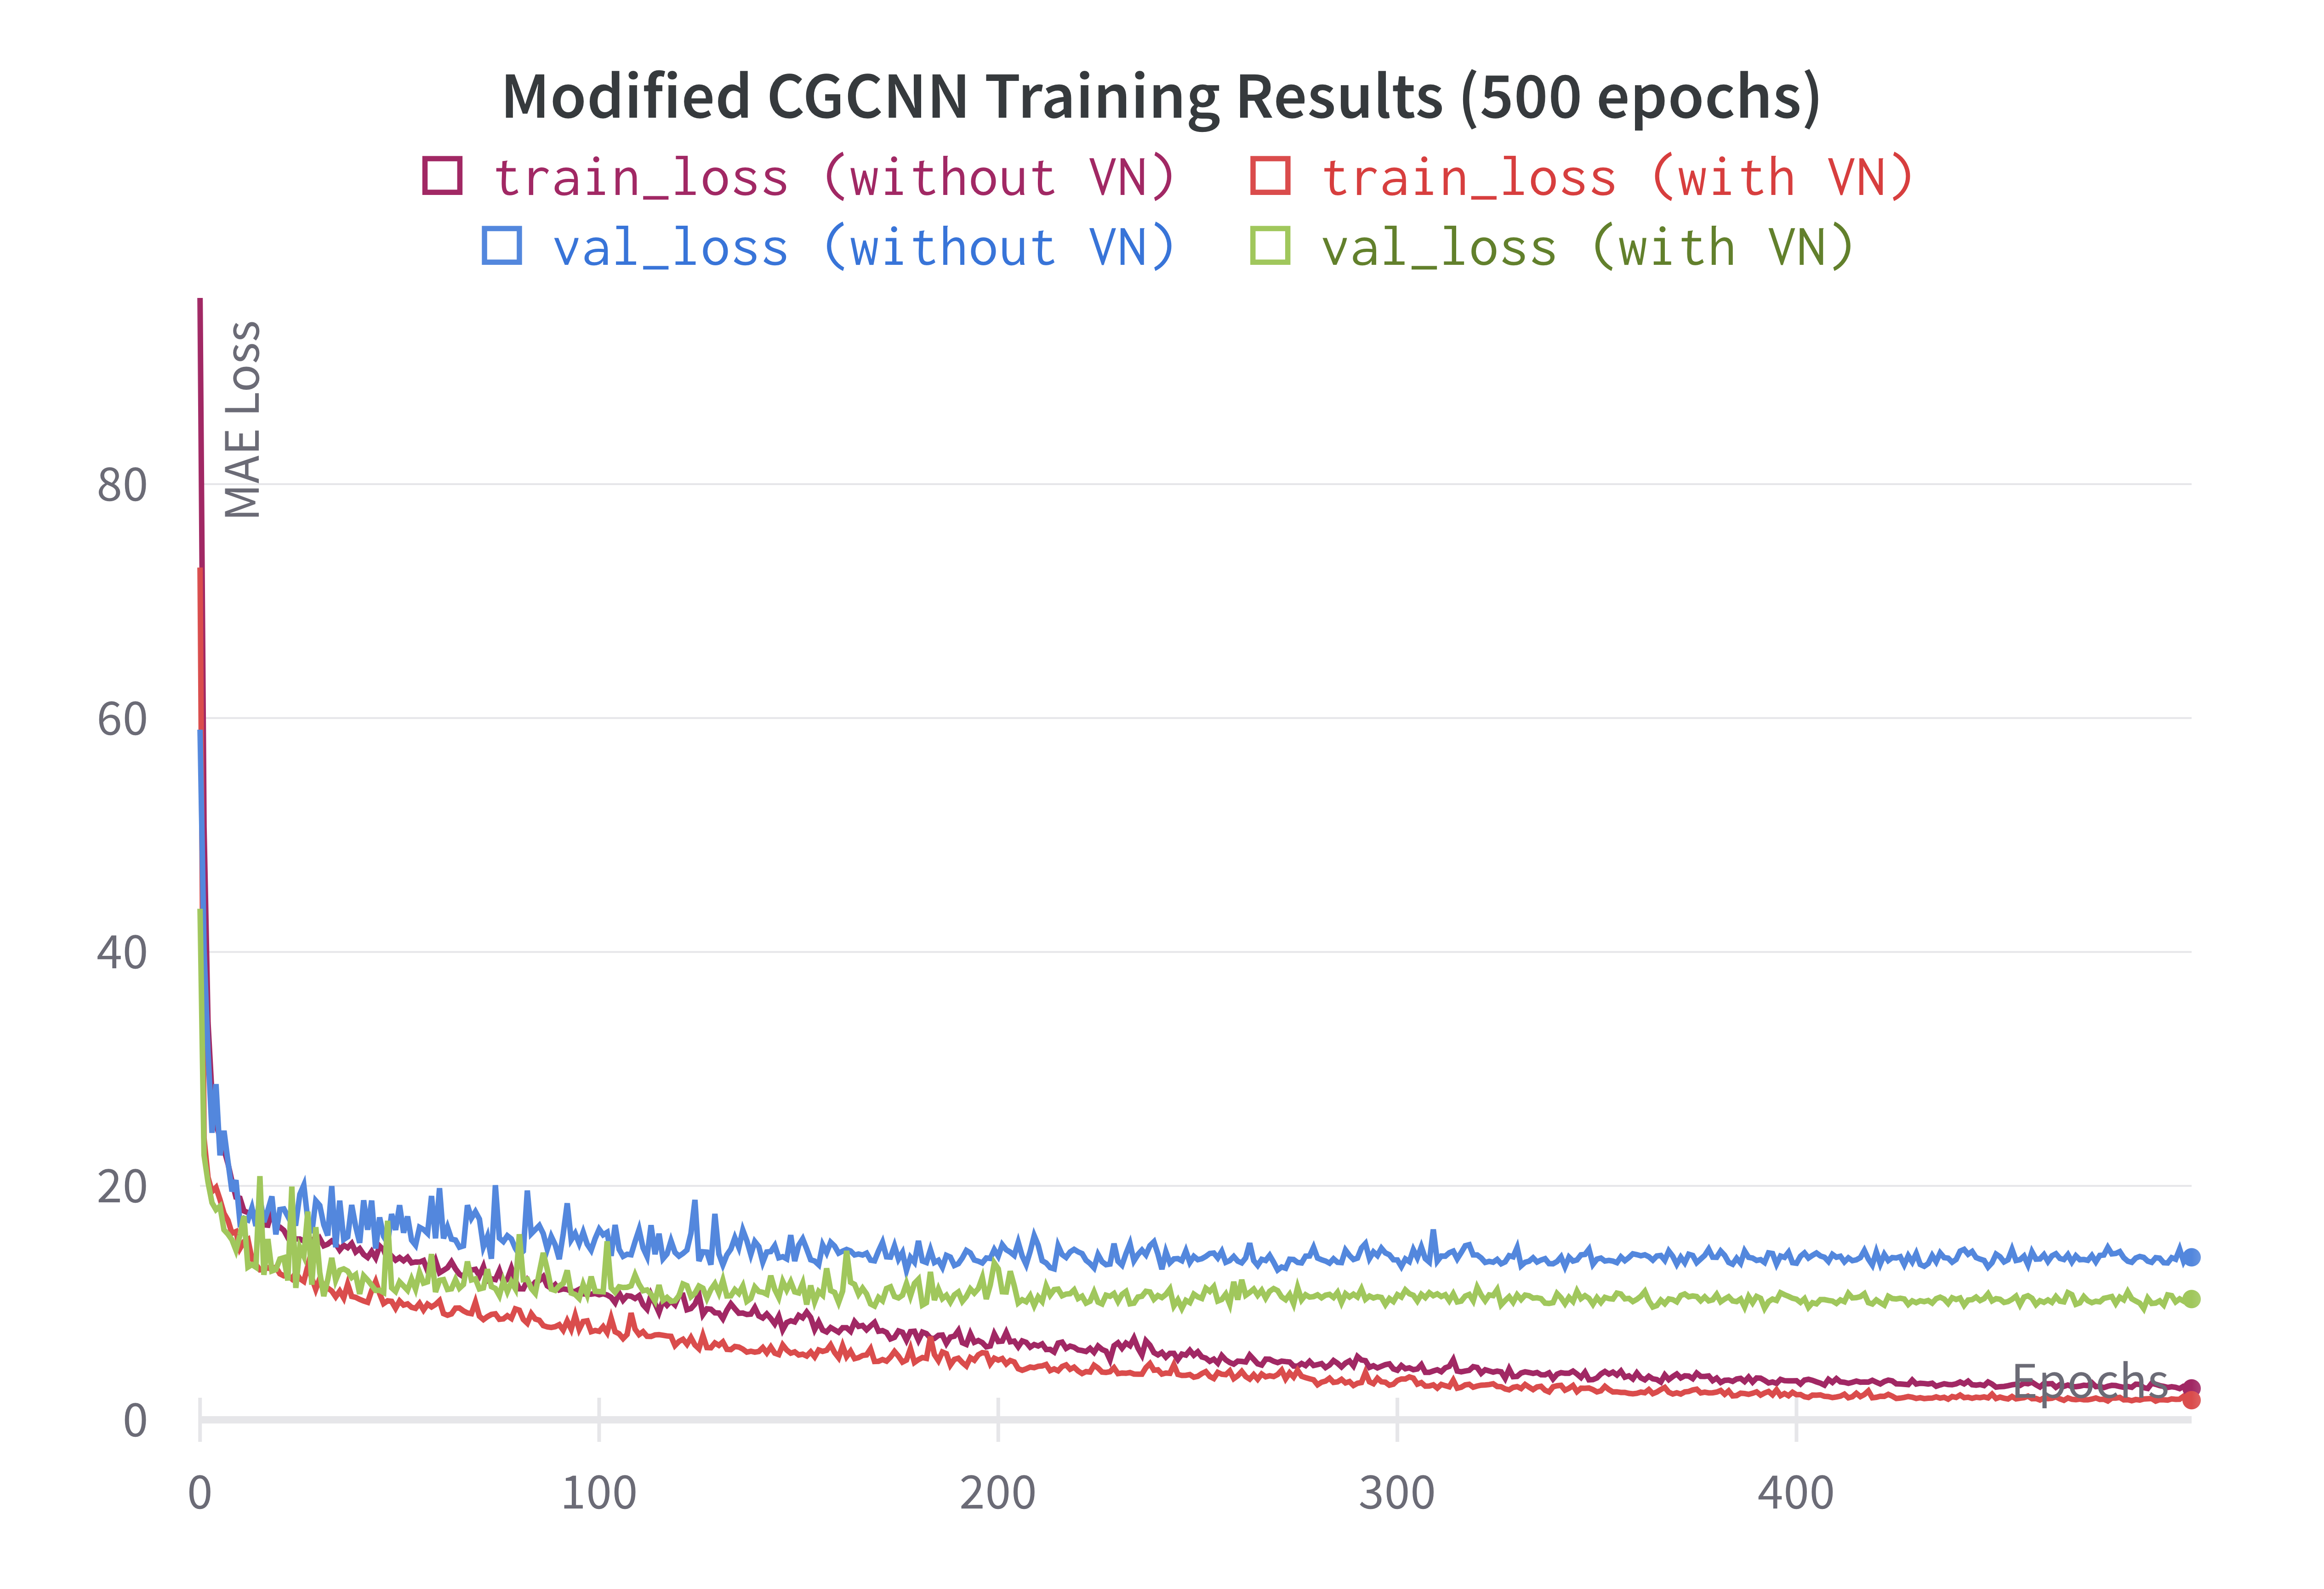 Modified CGCNN Training Results (500 epochs)
train_loss (without VN) train_loss (with VN)
val_loss (without VN) val_loss (with VN)
MAE Loss
80
60
40
20
0
Epochs
0 100 200 300 400